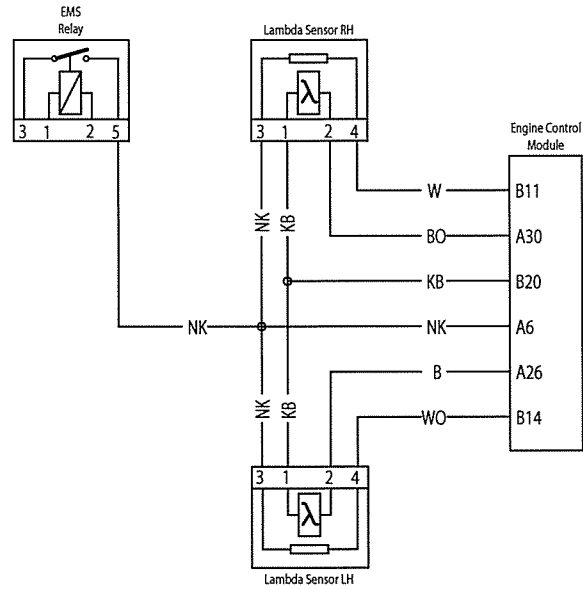 EMS
Relay
3 1 2 5
Lambda Sensor RH
λ
3 1 2 4
Engine Control
Module
W B11
NK KB
BO A30
KB B20
NK NK A6
B A26
NK KB
WO B14
3 1 2 4
λ
Lambda Sensor LH